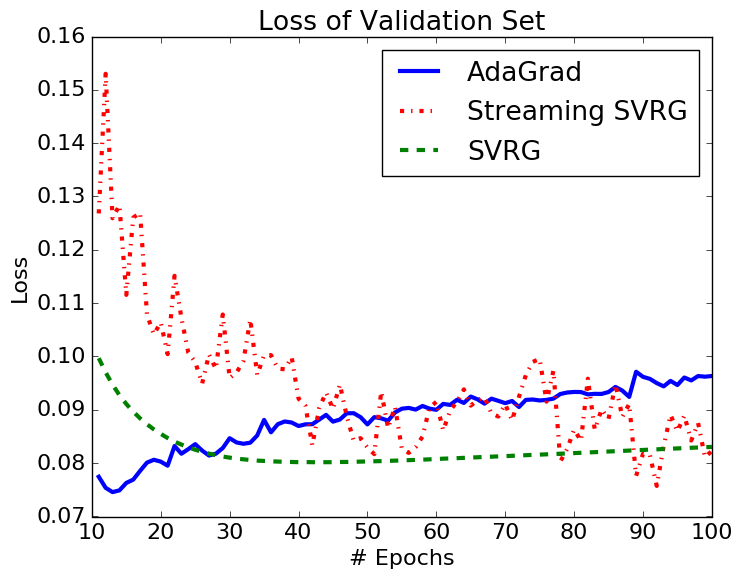 Loss of Validation Set
0.16
0.15
0.14
0.13
0.12
0.11
0.10
0.09
0.08
0.07
Loss
AdaGrad
Streaming SVRG
SVRG
10 20 30 40 50 60 70 80 90 100
# Epochs